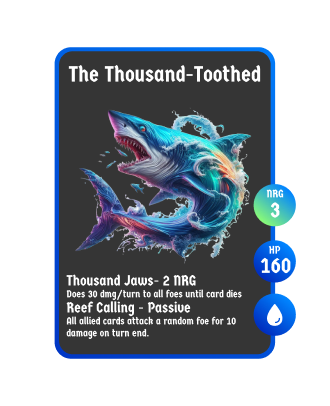 The Thousand-Toothed
NRG
3
HP
160
Thousand Jaws- 2 NRG
Does 30 dmg/turn to all foes until card dies
Reef Calling - Passive
All allied cards attack a random foe for 10
damage on turn end.